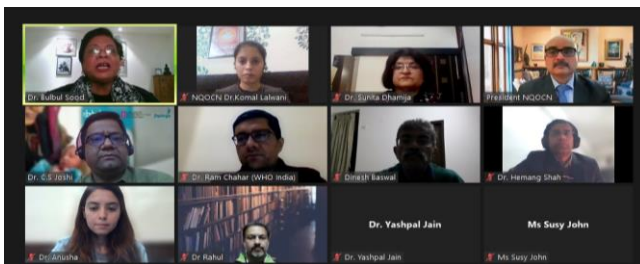 Dr. Bulbul Sood
NQOCN Dr.Komal Lalwani
Dr. Sunita Dhamija
President NQOCN
Dr. C.S Joshi
Dr. Ram Chahar (WHO India)
Dinesh Baswal
Dr. Hemang Shah
Dr. Anusha
Dr Rahul
Dr. Yashpal Jain
Dr. Yashpal Jain
Ms Susy John
Ms Susy John